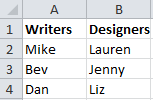 A B
1 Writers Designers
2 Mike Lauren
3 Bev Jenny
4 Dan Liz